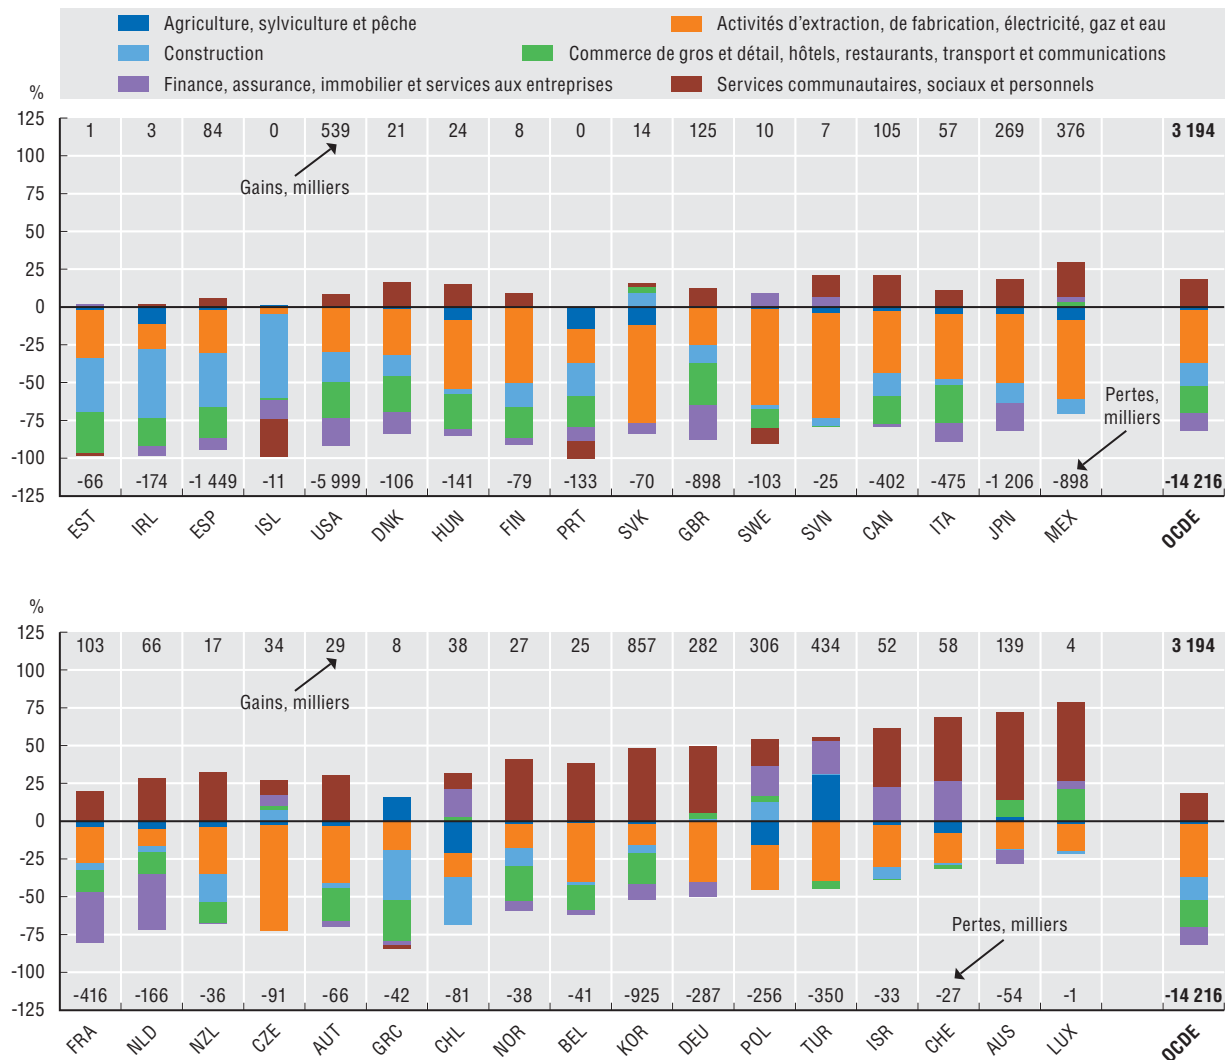 Agriculture, sylviculture et pêche
Activités d'extraction, de fabrication, électricité, gaz et eau
Construction
Commerce de gros et détail, hôtels, restaurants, transport et communications
Finance, assurance, immobilier et services aux entreprises
Services communautaires, sociaux et personnels
%
125
1 3 84 0 539 21 24 8 0 14 125 10 7 105 57 269 376 3 194
100
Gains, milliers
75
50
25
0
-25
-50
Pertes, milliers
-75
-100
-66 -174 -1 449 -11 -5 999 -106 -141 -79 -133 -70 -898 -103 -25 -402 -475 -1 206 -898 -14 216
-125
EST IRL ESP ISL USA DNK HUN FIN PRT SVK GBR SWE SVN CAN ITA JPN MEX OCDE
%
125
103 66 17 34 29 8 38 27 25 857 282 306 434 52 58 139 4 3 194
100
Gains, milliers
75
50
25
0
-25
-50
Pertes, milliers
-75
-100
-416 -166 -36 -91 -66 -42 -81 -38 -41 -925 -287 -256 -350 -33 -27 -54 -1 -14 216
-125
FRA NLD NZL CZE AUT GRC CHL NOR BEL KOR DEU POL TUR ISR CHE AUS LUX OCDE